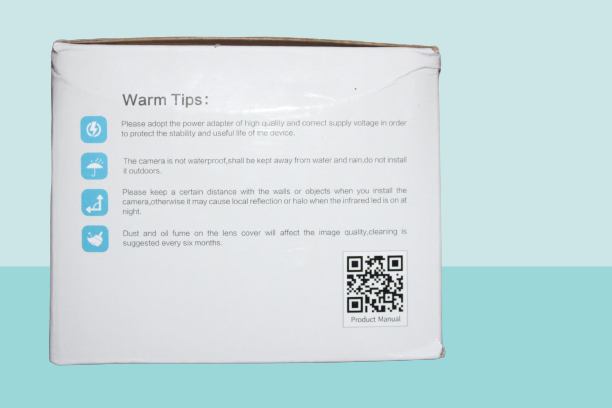 Warm Tips:
Please adopt the power adapter of high quality and correct supply voltage in order
to protect the stability and useful life of the device.
The camera is not waterproof,shall be kept away from water and rain,do not install
it outdoors.
Please keep a certain distance with the walls or objects when you install the
camera,otherwise it may cause local reflection or halo when the infrared led is on at
night.
Dust and oil fume on the lens cover will affect the image quality,cleaning is
suggested every six months.
Product Manual